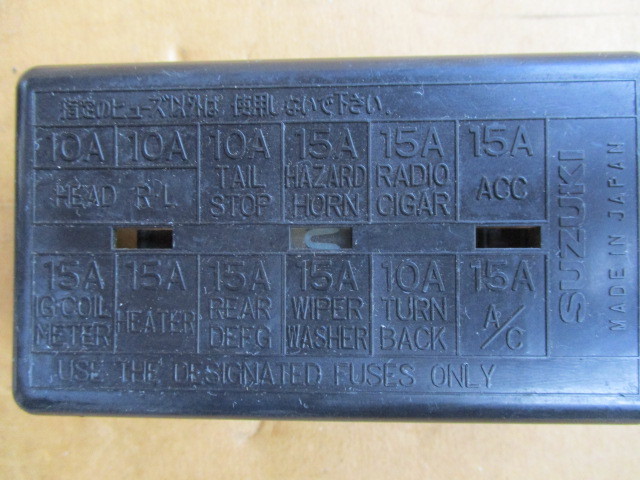 指定のヒューズ以外は、使用しないで下さい.
10A 10A 10A 15A 15A 15A
HEAD R L TAIL STOP HAZARD HORN RADIO CIGAR ACC
15A 15A 15A 15A 10A 15A
IG·COIL METER HEATER REAR DEFG WIPER WASHER TURN BACK A/C
USE THE DESIGNATED FUSES ONLY
SUZUKI
MADE IN JAPAN